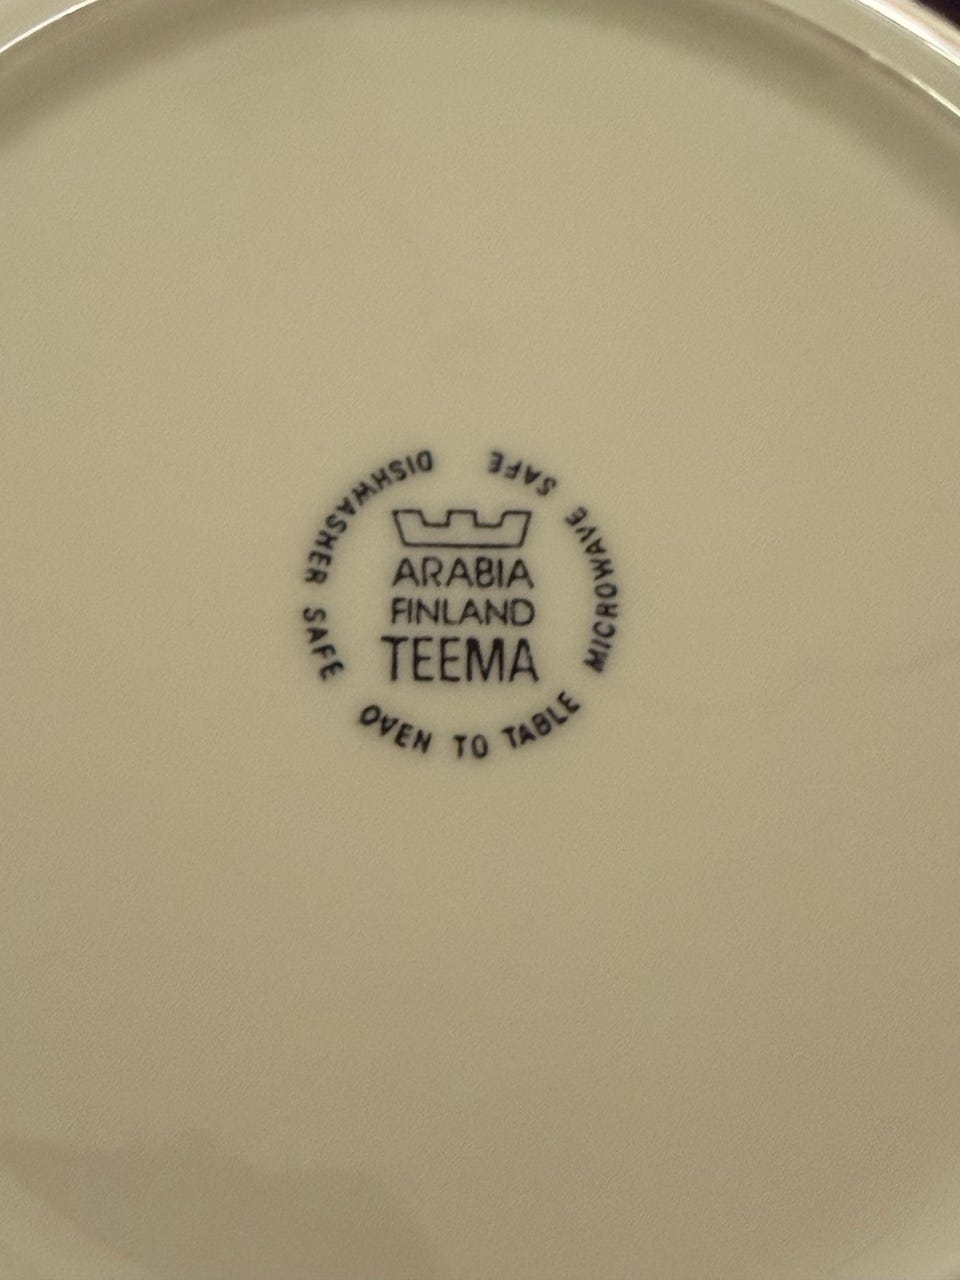 ARABIA
FINLAND
TEEMA
DISHWASHER SAFE
OVEN TO TABLE
MICROWAVE SAFE